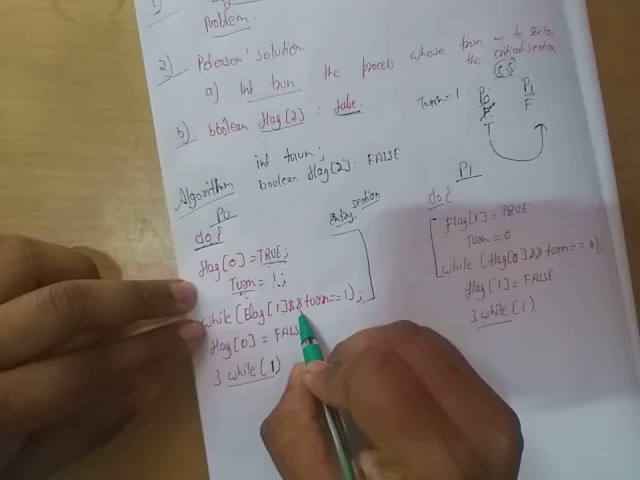 1)
Problem.
2) Peterson's solution
a) Int turn : the process whose turn is to enter
the critical section
(CS)
b) boolean flag[2] : false.
Turn = 1
P0
F
T
P1
F
int turn;
Algorithm boolean flag[2] . FALSE
P0
do {
Entry section
flag[0] = TRUE;
Turn = 1;
while (Flag[1] && turn == 1);
flag[0] = FALS
} while (1)
P1
do {
Flag[1] = TRUE
Turn = 0
while (flag[0] && turn == 0);
flag[1] = FALSE
} while (1)